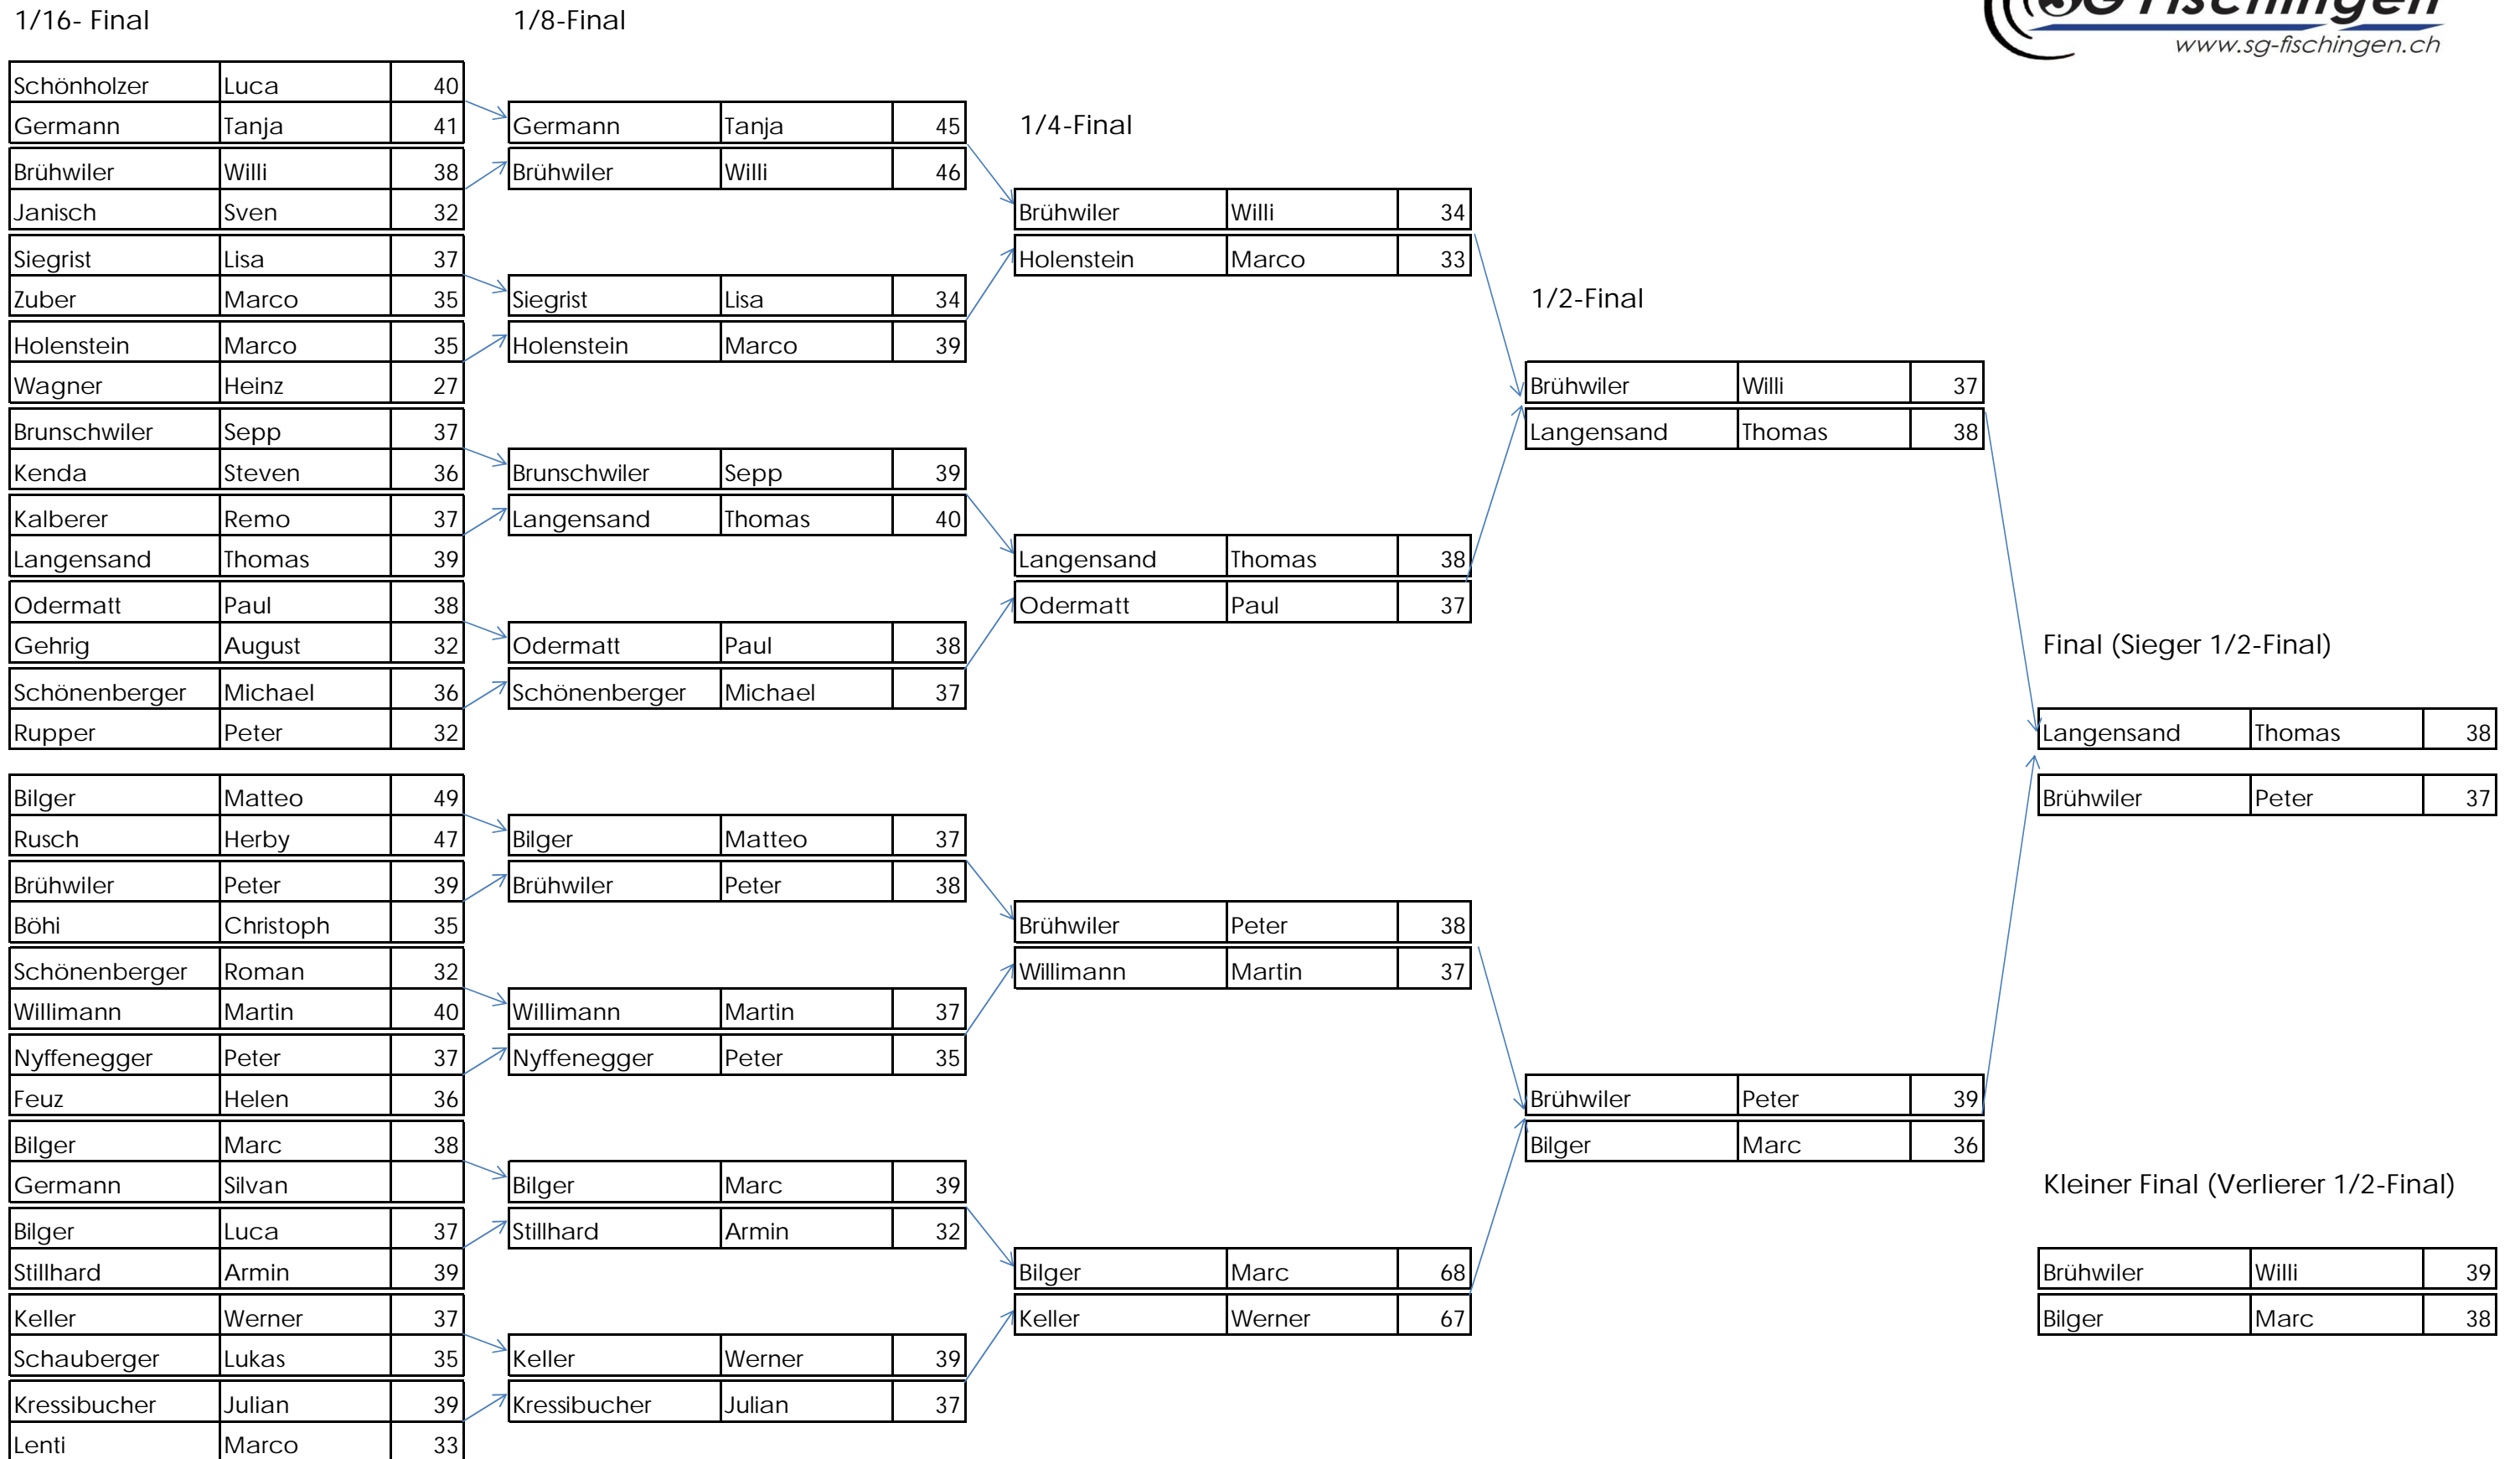 1/16- Final
Schönholzer Luca 40
Germann Tanja 41
Brühwiler Willi 38
Janisch Sven 32
Siegrist Lisa 37
Zuber Marco 35
Holenstein Marco 35
Wagner Heinz 27
Brunschwiler Sepp 37
Kenda Steven 36
Kalberer Remo 37
Langensand Thomas 39
Odermatt Paul 38
Gehrig August 32
Schönenberger Michael 36
Rupper Peter 32
Bilger Matteo 49
Rusch Herby 47
Brühwiler Peter 39
Böhi Christoph 35
Schönenberger Roman 32
Willimann Martin 40
Nyffenegger Peter 37
Feuz Helen 36
Bilger Marc 38
Germann Silvan
Bilger Luca 37
Stillhard Armin 39
Keller Werner 37
Schauberger Lukas 35
Kressibucher Julian 39
Lenti Marco 33
1/8-Final
Germann Tanja 45
Brühwiler Willi 46
Siegrist Lisa 34
Holenstein Marco 39
Brunschwiler Sepp 39
Langensand Thomas 40
Odermatt Paul 38
Schönenberger Michael 37
Bilger Matteo 37
Brühwiler Peter 38
Willimann Martin 37
Nyffenegger Peter 35
Bilger Marc 39
Stillhard Armin 32
Keller Werner 39
Kressibucher Julian 37
1/4-Final
Brühwiler Willi 34
Holenstein Marco 33
Langensand Thomas 38
Odermatt Paul 37
Brühwiler Peter 38
Willimann Martin 37
Bilger Marc 68
Keller Werner 67
1/2-Final
Brühwiler Willi 37
Langensand Thomas 38
Brühwiler Peter 39
Bilger Marc 36
SG Fischingen
www.sg-fischingen.ch
Final (Sieger 1/2-Final)
Langensand Thomas 38
Brühwiler Peter 37
Kleiner Final (Verlierer 1/2-Final)
Brühwiler Willi 39
Bilger Marc 38